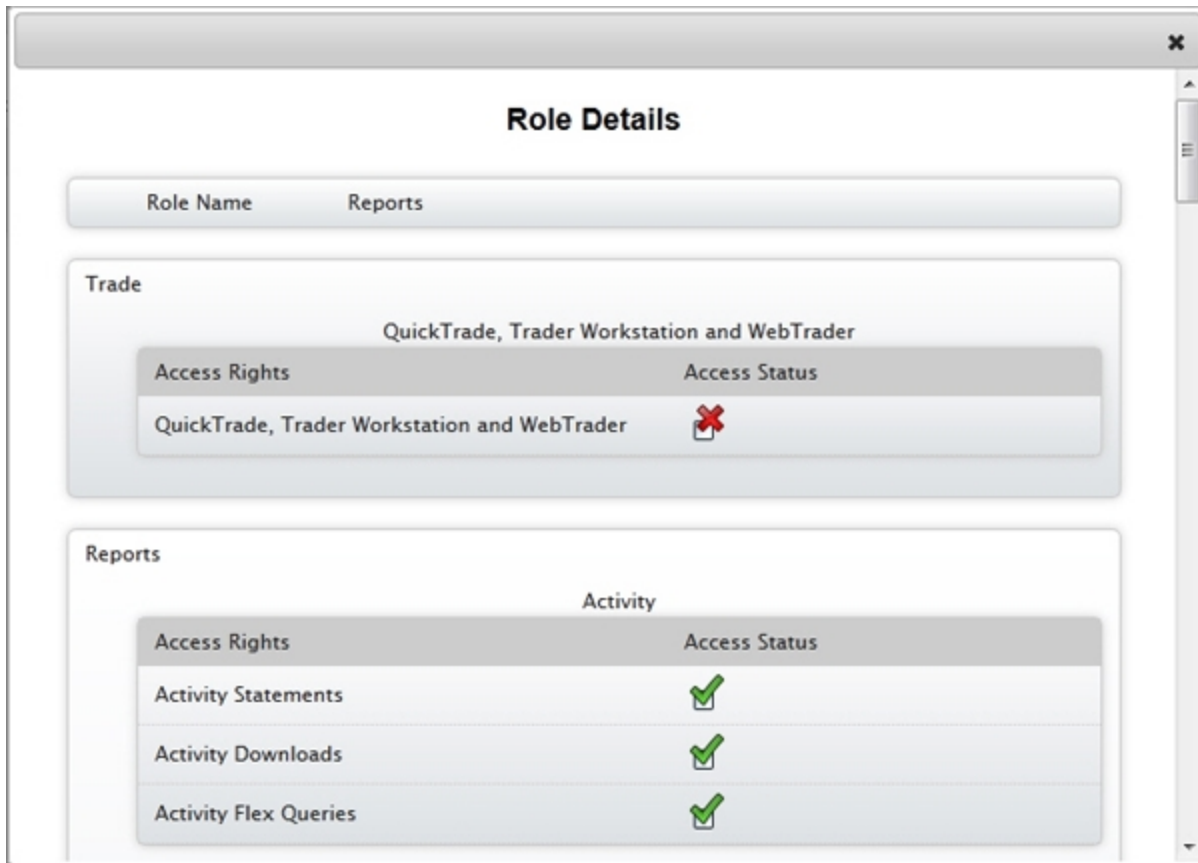 Role Details
Role Name Reports
Trade
QuickTrade, Trader Workstation and WebTrader
Access Rights Access Status
QuickTrade, Trader Workstation and WebTrader
Reports
Activity
Access Rights Access Status
Activity Statements
Activity Downloads
Activity Flex Queries